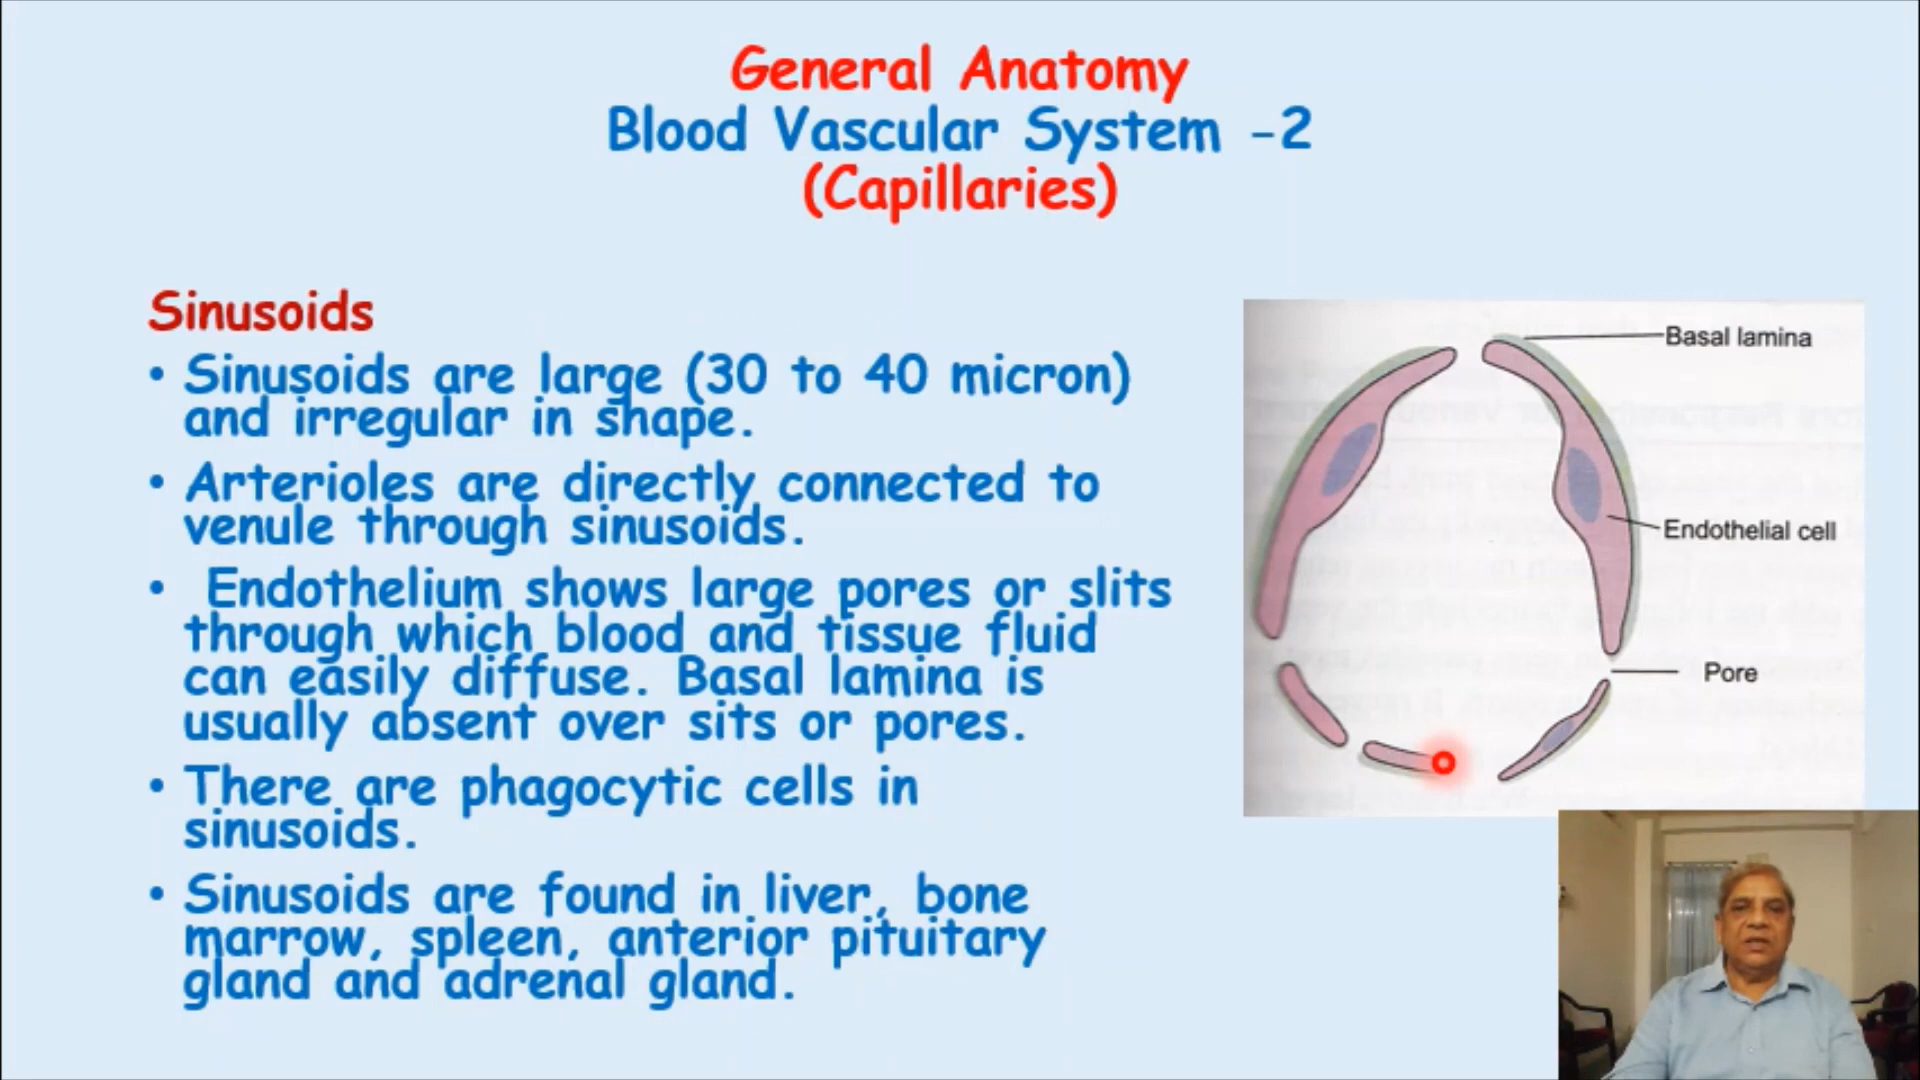 General Anatomy
Blood Vascular System -2
(Capillaries)
Sinusoids
• Sinusoids are large (30 to 40 micron)
and irregular in shape.
• Arterioles are directly connected to
venule through sinusoids.
• Endothelium shows large pores or slits
through which blood and tissue fluid
can easily diffuse. Basal lamina is
usually absent over sits or pores.
• There are phagocytic cells in
sinusoids.
• Sinusoids are found in liver, bone
marrow, spleen, anterior pituitary
gland and adrenal gland.
Basal lamina
Endothelial cell
Pore